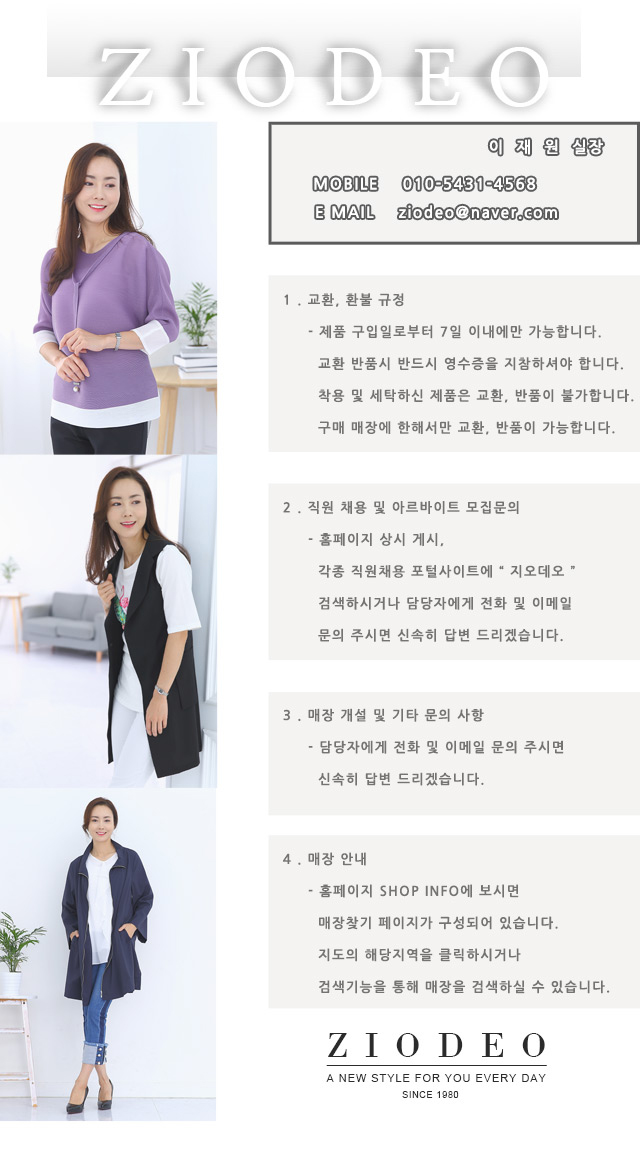 ZIODEO
이 재 원 실장
MOBILE 010-5431-4568
E MAIL ziodeo@naver.com
1 . 교환, 환불 규정
- 제품 구입일로부터 7일 이내에만 가능합니다.
교환 반품시 반드시 영수증을 지참하셔야 합니다.
착용 및 세탁하신 제품은 교환, 반품이 불가합니다.
구매 매장에 한해서만 교환, 반품이 가능합니다.
2 . 직원 채용 및 아르바이트 모집문의
- 홈페이지 상시 게시,
각종 직원채용 포털사이트에 “ 지오데오 ”
검색하시거나 담당자에게 전화 및 이메일
문의 주시면 신속히 답변 드리겠습니다.
3 . 매장 개설 및 기타 문의 사항
- 담당자에게 전화 및 이메일 문의 주시면
신속히 답변 드리겠습니다.
4 . 매장 안내
- 홈페이지 SHOP INFO에 보시면
매장찾기 페이지가 구성되어 있습니다.
지도의 해당지역을 클릭하시거나
검색기능을 통해 매장을 검색하실 수 있습니다.
ZIODEO
A NEW STYLE FOR YOU EVERY DAY
SINCE 1980